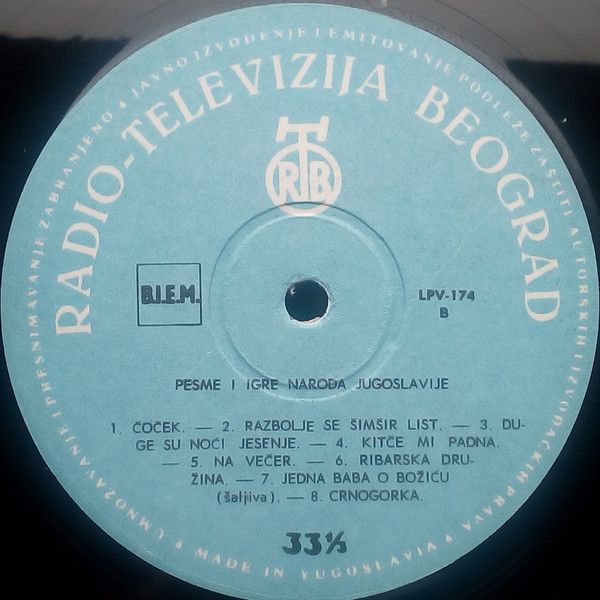 UMNOŽAVANJE I PRESNIMAVANJE ZABRANJENO • JAVNO IZVOĐENJE I EMITOVANJE PODLEŽE ZAŠTITI AUTORSKIH I IZVOĐAČKIH PRAVA
RADIO-TELEVIZIJA BEOGRAD
RTB
B.I.E.M.
LPV-174
B
PESME I IGRE NARODA JUGOSLAVIJE
1. ČOČEK. — 2. RAZBOLJE SE ŠIMŠIR LIST. — 3. DU-
GE SU NOĆI JESENJE. — 4. KITČE MI PADNA.
— 5. NA VEČER. — 6. RIBARSKA DRU-
ŽINA. — 7. JEDNA BABA O BOŽIĆU
(šaljiva). — 8. CRNOGORKA.
33⅓
MADE IN YUGOSLAVIA